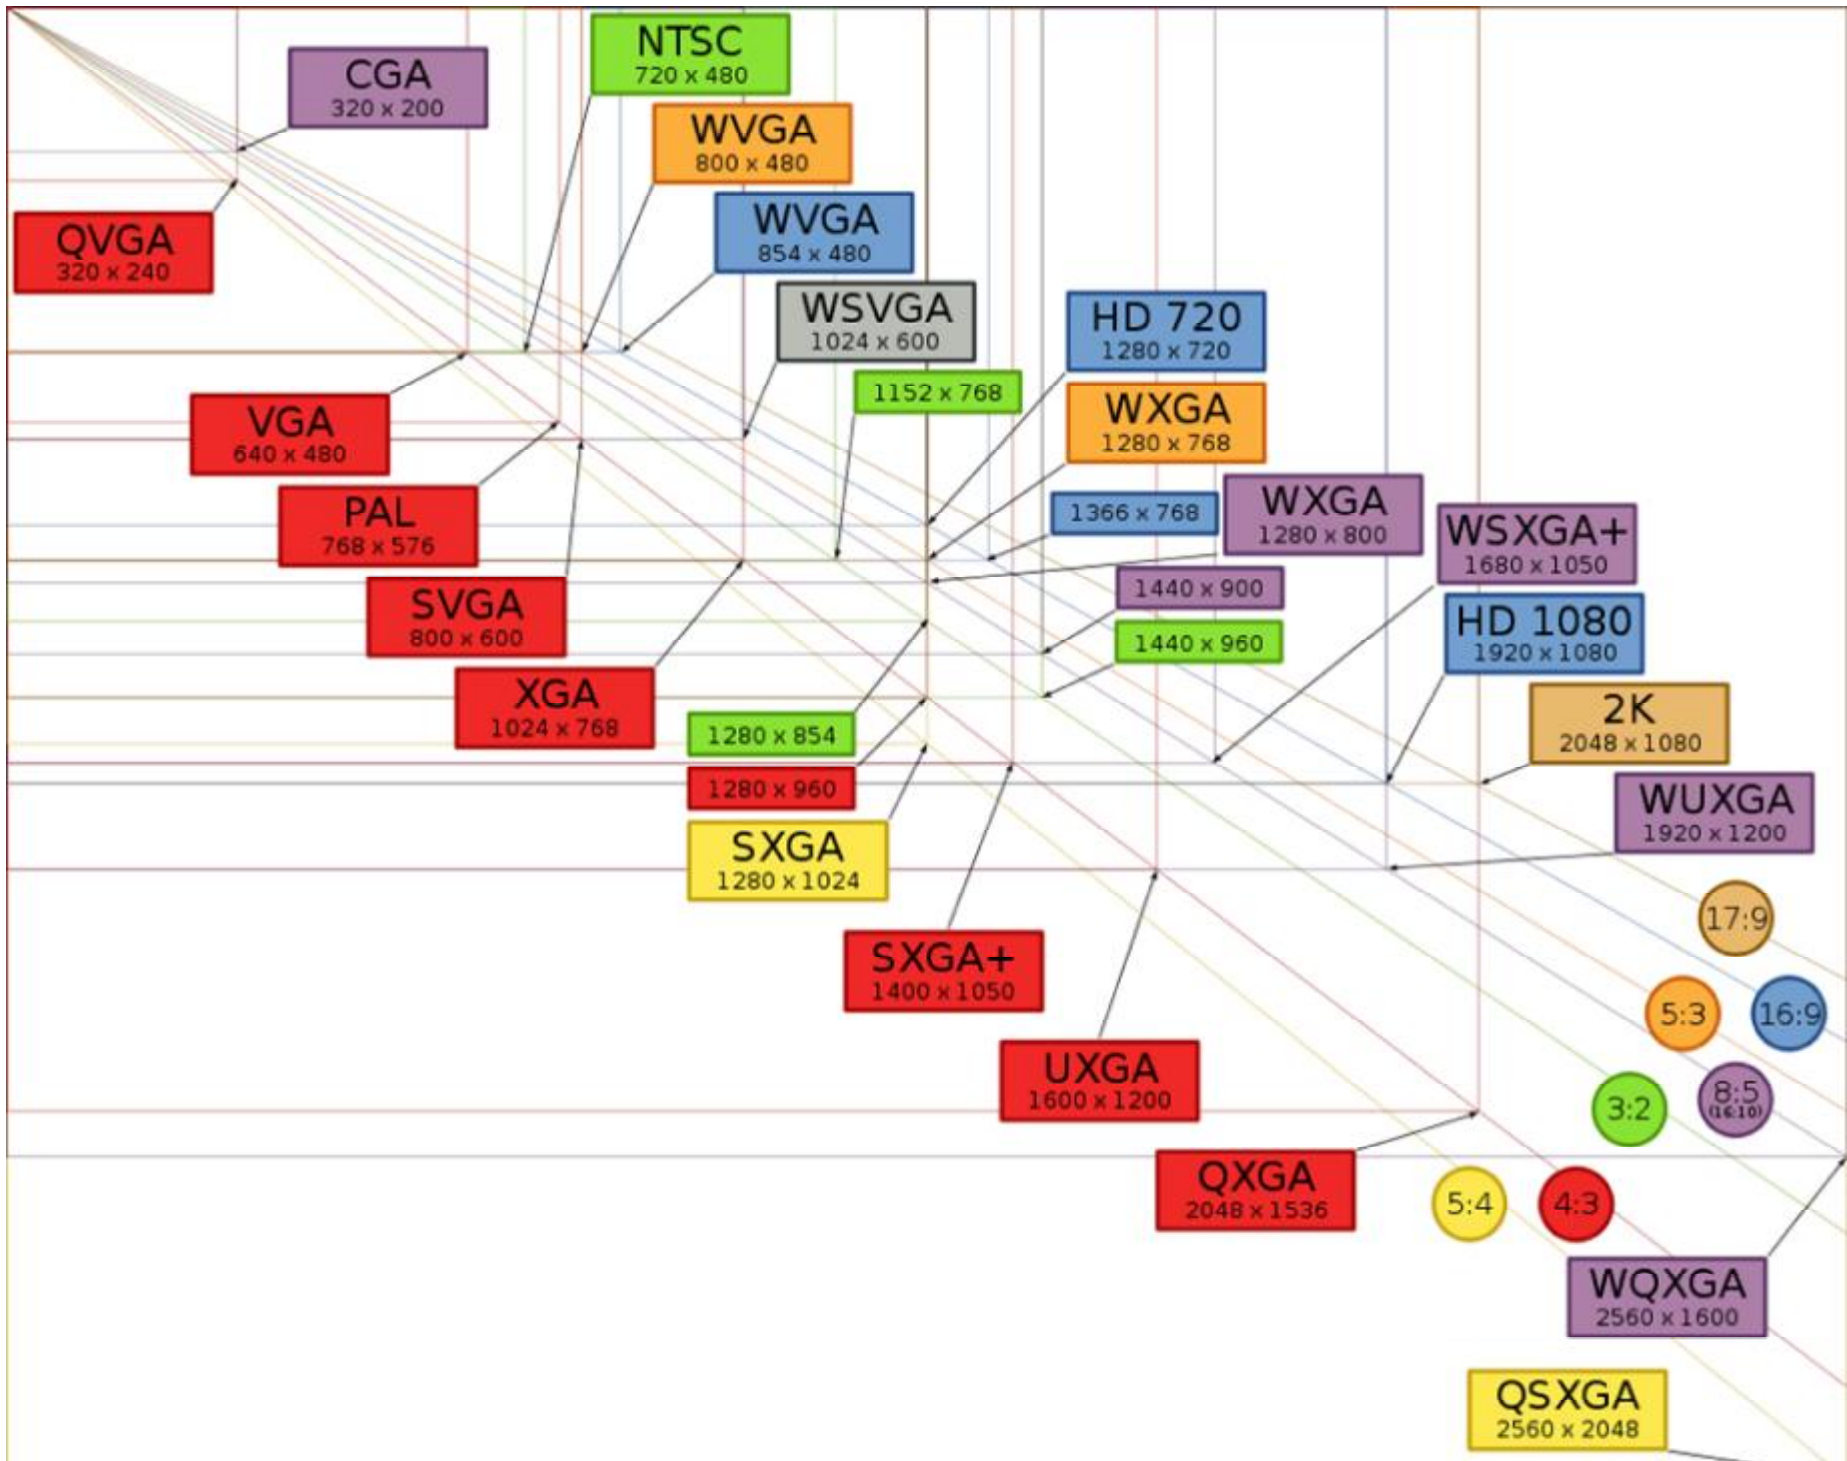 CGA
320 x 200
NTSC
720 x 480
WVGA
800 x 480
QVGA
320 x 240
WVGA
854 x 480
WSVGA
1024 x 600
HD 720
1280 x 720
1152 x 768
WXGA
1280 x 768
VGA
640 x 480
PAL
768 x 576
1366 x 768
WXGA
1280 x 800
WSXGA+
1680 x 1050
SVGA
800 x 600
1440 x 900
HD 1080
1920 x 1080
1440 x 960
XGA
1024 x 768
1280 x 854
2K
2048 x 1080
1280 x 960
WUXGA
1920 x 1200
SXGA
1280 x 1024
17:9
SXGA+
1400 x 1050
5:3
16:9
UXGA
1600 x 1200
3:2
8:5
(16:10)
QXGA
2048 x 1536
5:4
4:3
WQXGA
2560 x 1600
QSXGA
2560 x 2048